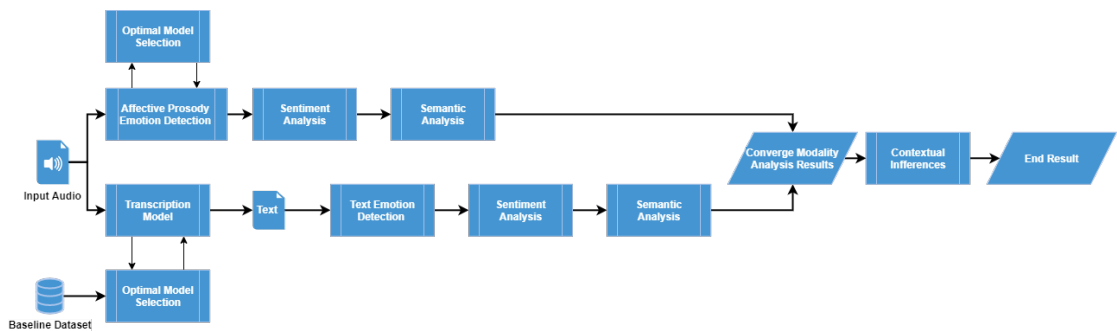 Optimal Model
Selection
Affective Prosody
Emotion Detection
Sentiment
Analysis
Semantic
Analysis
Input Audio
Converge Modality
Analysis Results
Contextual
Infferences
End Result
Transcription
Model
Text
Text Emotion
Detection
Sentiment
Analysis
Semantic
Analysis
Optimal Model
Selection
Baseline Dataset